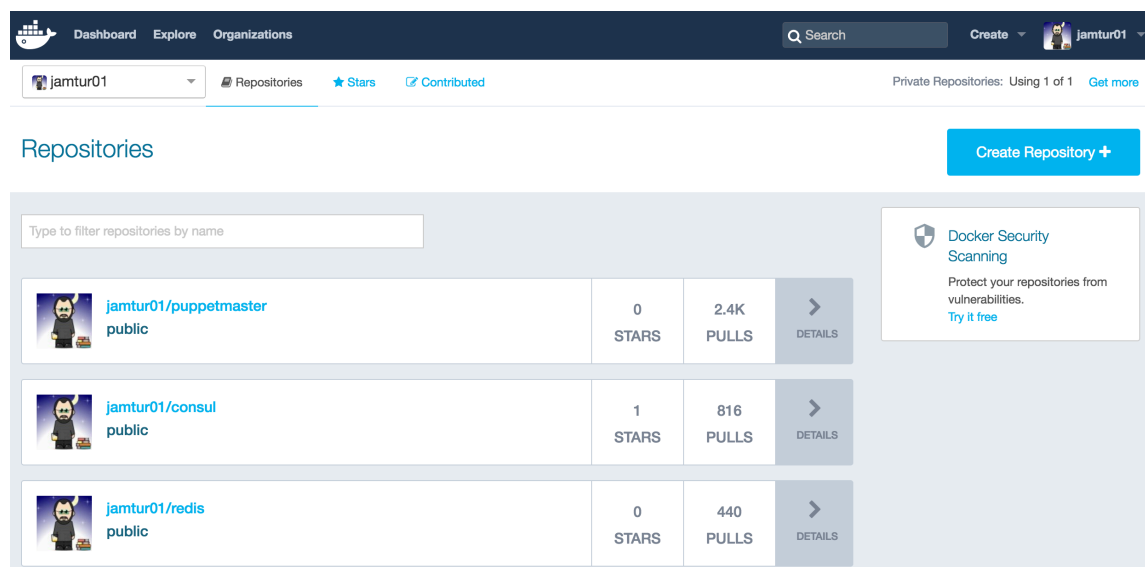 Dashboard Explore Organizations Search Create jamtur01
jamtur01 Repositories Stars Contributed Private Repositories: Using 1 of 1 Get more
Repositories
Create Repository
Type to filter repositories by name
Docker Security
Scanning
Protect your repositories from
vulnerabilities.
Try it free
jamtur01/puppetmaster
public
0
STARS
2.4K
PULLS
DETAILS
jamtur01/consul
public
1
STARS
816
PULLS
DETAILS
jamtur01/redis
public
0
STARS
440
PULLS
DETAILS